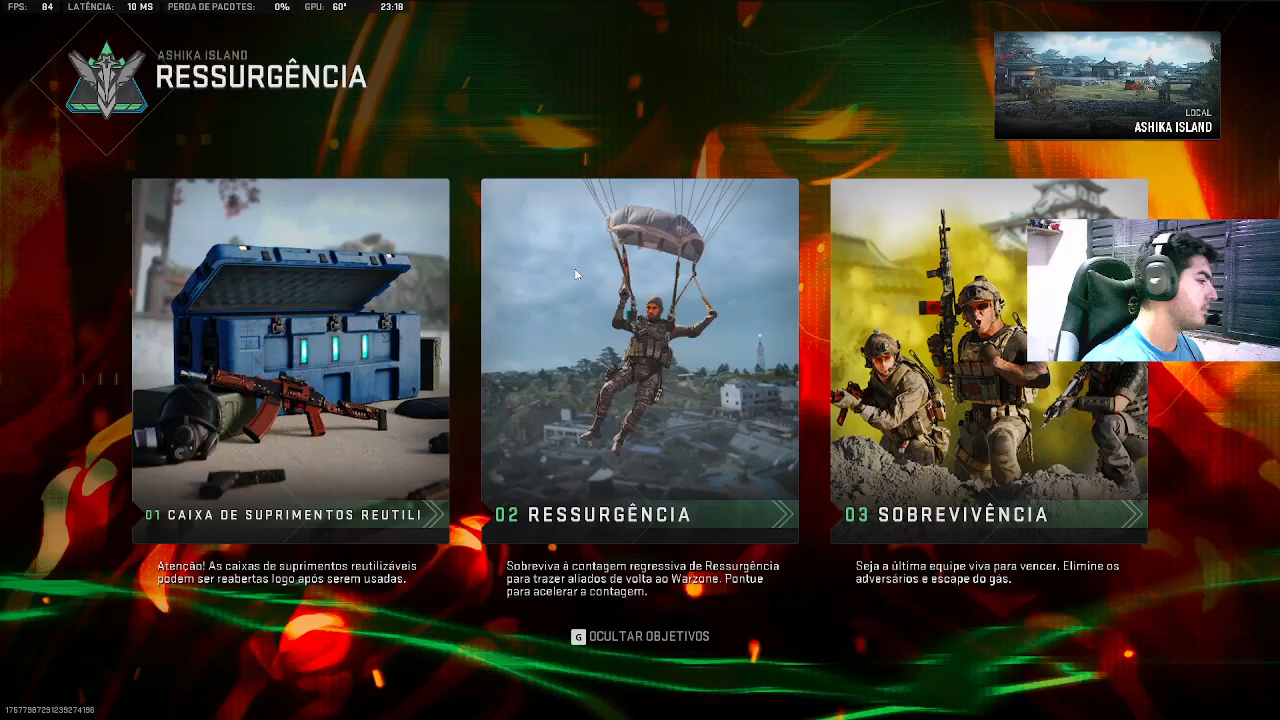 FPS: 84 LATÊNCIA: 10 MS PERDA DE PACOTES: 0% GPU: 60° 23:18
ASHIKA ISLAND
RESSURGÊNCIA
LOCAL
ASHIKA ISLAND
01 CAIXA DE SUPRIMENTOS REUTILI
02 RESSURGÊNCIA
03 SOBREVIVÊNCIA
Atenção! As caixas de suprimentos reutilizáveis
podem ser reabertas logo após serem usadas.
Sobreviva à contagem regressiva de Ressurgência
para trazer aliados de volta ao Warzone. Pontue
para acelerar a contagem.
Seja a última equipe viva para vencer. Elimine os
adversários e escape do gás.
G OCULTAR OBJETIVOS